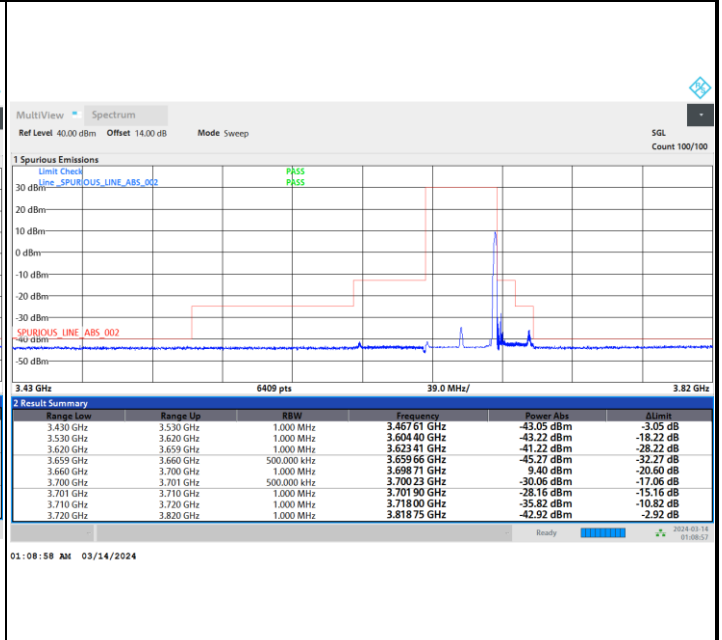 MultiView Spectrum
Ref Level 40.00 dBm Offset 14.00 dB Mode Sweep SGL
Count 100/100
1 Spurious Emissions
Limit Check PASS
Line _SPURIOUS_LINE_ABS_002 PASS
30 dBm
20 dBm
10 dBm
0 dBm
-10 dBm
-20 dBm
-30 dBm
SPURIOUS_LINE_ABS_002
-40 dBm
-50 dBm
3.43 GHz 6409 pts 39.0 MHz/ 3.82 GHz
2 Result Summary
Range Low Range Up RBW Frequency Power Abs ΔLimit
3.430 GHz 3.530 GHz 1.000 MHz 3.467 61 GHz -43.05 dBm -3.05 dB
3.530 GHz 3.620 GHz 1.000 MHz 3.604 40 GHz -43.22 dBm -18.22 dB
3.620 GHz 3.659 GHz 1.000 MHz 3.623 41 GHz -41.22 dBm -28.22 dB
3.659 GHz 3.660 GHz 500.000 kHz 3.659 66 GHz -45.27 dBm -32.27 dB
3.660 GHz 3.700 GHz 1.000 MHz 3.698 71 GHz 9.40 dBm -20.60 dB
3.700 GHz 3.701 GHz 500.000 kHz 3.700 23 GHz -30.06 dBm -17.06 dB
3.701 GHz 3.710 GHz 1.000 MHz 3.701 90 GHz -28.16 dBm -15.16 dB
3.710 GHz 3.720 GHz 1.000 MHz 3.718 00 GHz -35.82 dBm -10.82 dB
3.720 GHz 3.820 GHz 1.000 MHz 3.818 75 GHz -42.92 dBm -2.92 dB
Ready 2024-03-14
01:08:57
01:08:58 AM 03/14/2024